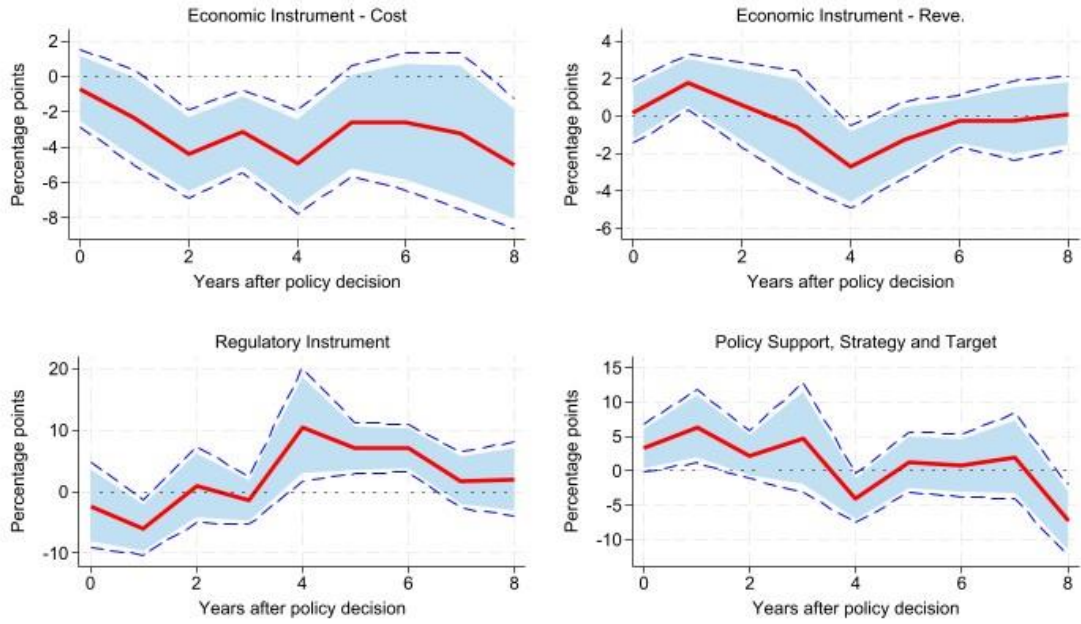 Economic Instrument - Cost
Percentage points
2
0
-2
-4
-6
-8
0 2 4 6 8
Years after policy decision
Economic Instrument - Reve.
Percentage points
4
2
0
-2
-4
-6
0 2 4 6 8
Years after policy decision
Regulatory Instrument
Percentage points
20
10
0
-10
0 2 4 6 8
Years after policy decision
Policy Support, Strategy and Target
Percentage points
15
10
5
0
-5
-10
0 2 4 6 8
Years after policy decision